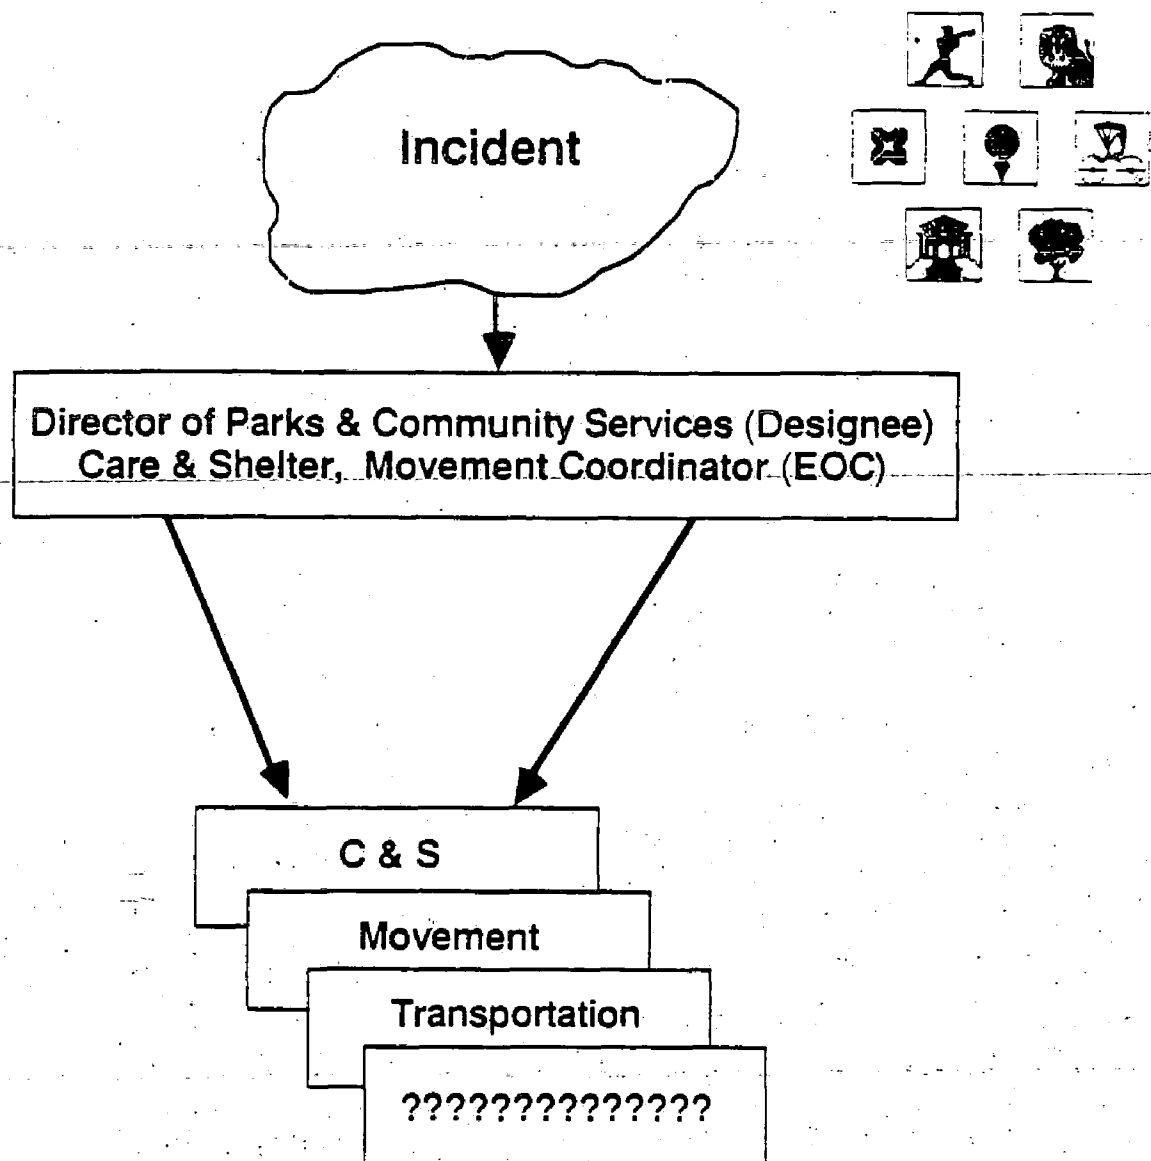 Incident
Director of Parks & Community Services (Designee)
Care & Shelter, Movement Coordinator (EOC)
C & S
Movement
Transportation
??????????????